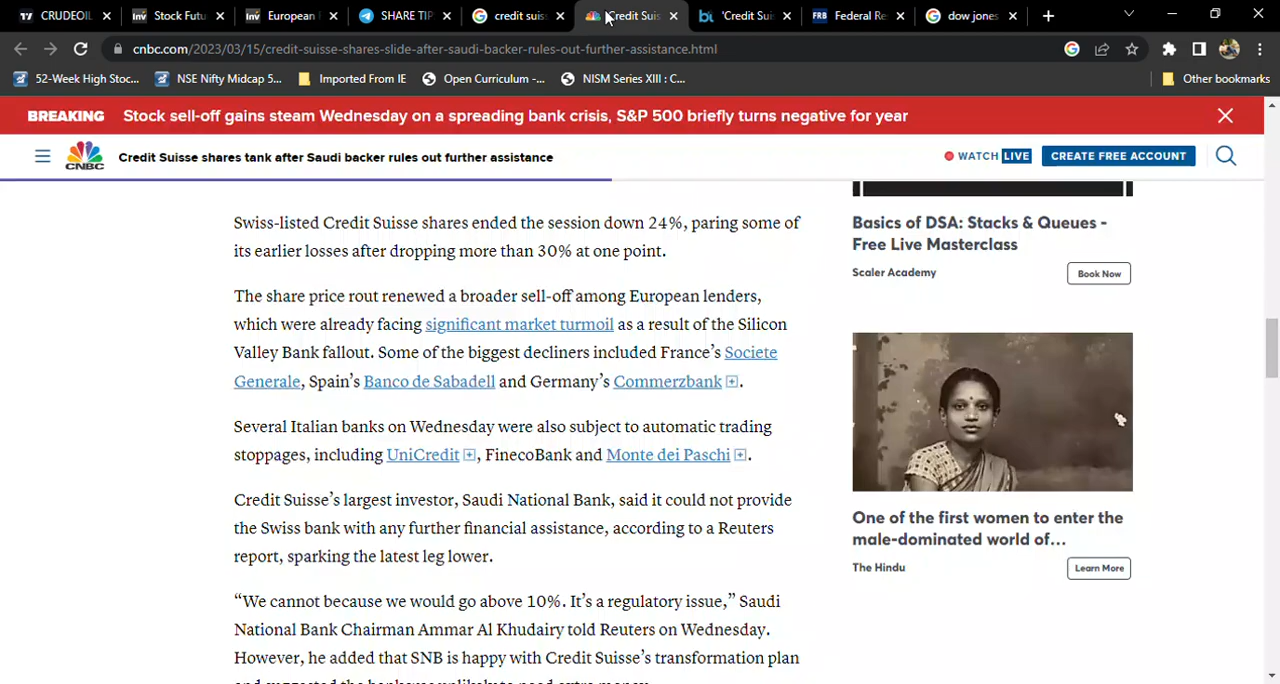 CRUDEOIL
Stock Futu
European
SHARE TIP
credit suis
'Credit Sui
FRB Federal Re
dow jones
cnbc.com/2023/03/15/credit-suisse-shares-slide-after-saudi-backer-rules-out-further-assistance.html
52-Week High Stoc...
NSE Nifty Midcap 5...
Imported From IE
Open Curriculum -...
NISM Series XIII : C...
Other bookmarks
BREAKING Stock sell-off gains steam Wednesday on a spreading bank crisis, S&P 500 briefly turns negative for year
CNBC
Credit Suisse shares tank after Saudi backer rules out further assistance
WATCH LIVE
CREATE FREE ACCOUNT
Swiss-listed Credit Suisse shares ended the session down 24%, paring some of
its earlier losses after dropping more than 30% at one point.
The share price rout renewed a broader sell-off among European lenders,
which were already facing significant market turmoil as a result of the Silicon
Valley Bank fallout. Some of the biggest decliners included France’s Societe
Generale, Spain’s Banco de Sabadell and Germany’s Commerzbank.
Several Italian banks on Wednesday were also subject to automatic trading
stoppages, including UniCredit, FinecoBank and Monte dei Paschi.
Credit Suisse’s largest investor, Saudi National Bank, said it could not provide
the Swiss bank with any further financial assistance, according to a Reuters
report, sparking the latest leg lower.
“We cannot because we would go above 10%. It’s a regulatory issue,” Saudi
National Bank Chairman Ammar Al Khudairy told Reuters on Wednesday.
However, he added that SNB is happy with Credit Suisse’s transformation plan
Basics of DSA: Stacks & Queues -
Free Live Masterclass
Scaler Academy
Book Now
One of the first women to enter the
male-dominated world of...
The Hindu
Learn More